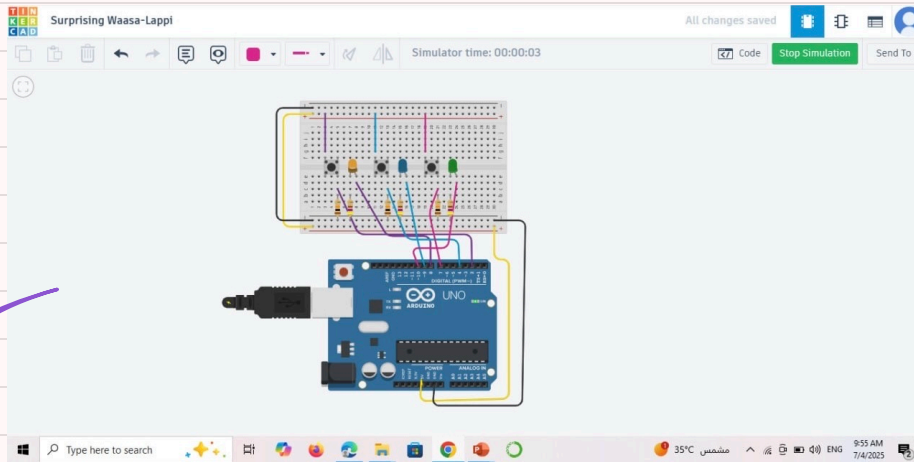 TIN
KER
CAD
Surprising Waasa-Lappi
All changes saved
Simulator time: 00:00:03
Code
Stop Simulation
Send To
DIGITAL (PWM~)
UNO
ARDUINO
POWER
ANALOG IN
Type here to search
35°C مشمس
ENG
9:55 AM
7/4/2025
2